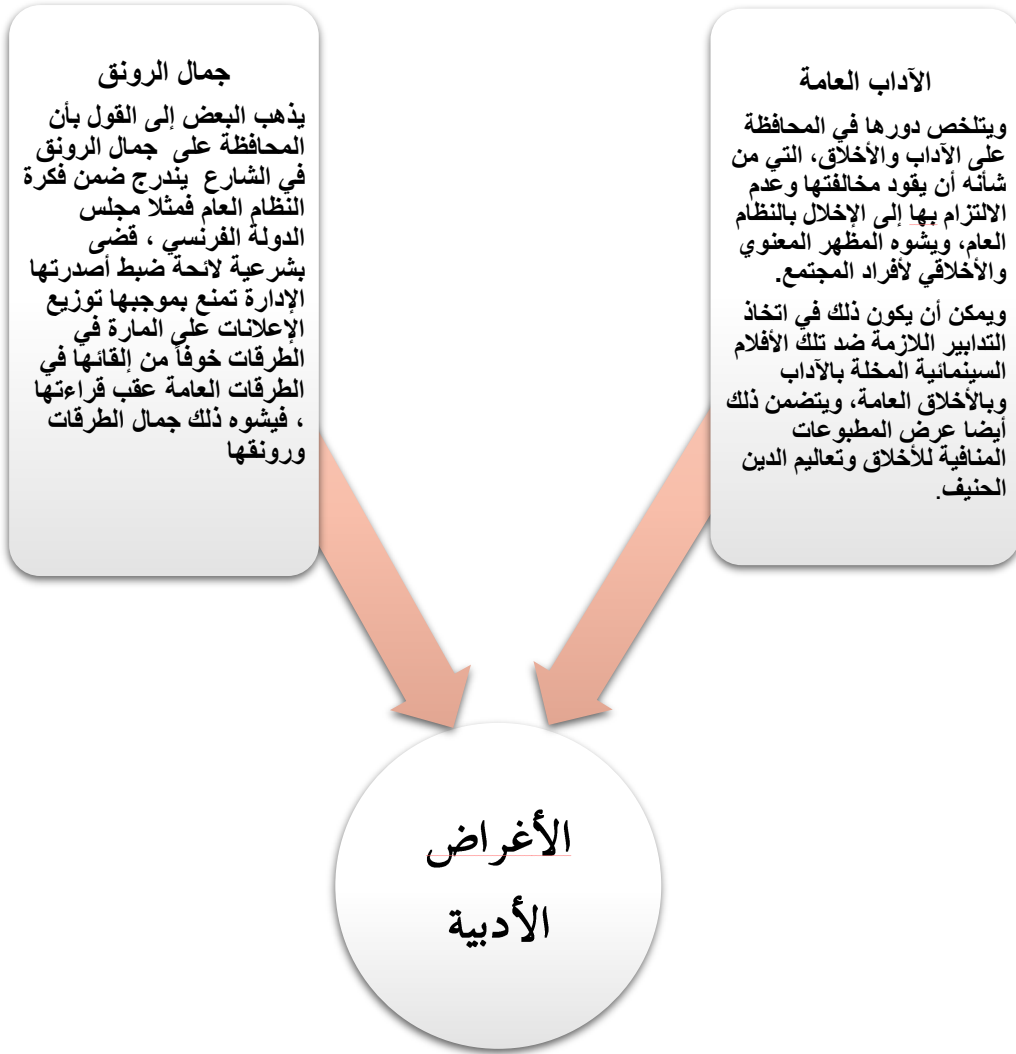 الآداب العامة
ويتلخص دورها في المحافظة
على الآداب والأخلاق، التي من
شأنه أن يقود مخالفتها وعدم
الالتزام بها إلى الإخلال بالنظام
العام، ويشوه المظهر المعنوي
والأخلاقي لأفراد المجتمع.
ويمكن أن يكون ذلك في اتخاذ
التدابير اللازمة ضد تلك الأفلام
السينمائية المخلة بالآداب
وبالأخلاق العامة، ويتضمن ذلك
أيضا عرض المطبوعات
المنافية للأخلاق وتعاليم الدين
الحنيف.
جمال الرونق
يذهب البعض إلى القول بأن
المحافظة على جمال الرونق
في الشارع يندرج ضمن فكرة
النظام العام فمثلا مجلس
الدولة الفرنسي ، قضى
بشرعية لائحة ضبط أصدرتها
الإدارة تمنع بموجبها توزيع
الإعلانات على المارة في
الطرقات خوفاً من إلقائها في
الطرقات العامة عقب قراءتها
، فيشوه ذلك جمال الطرقات
ورونقها
الأغراض
الأدبية